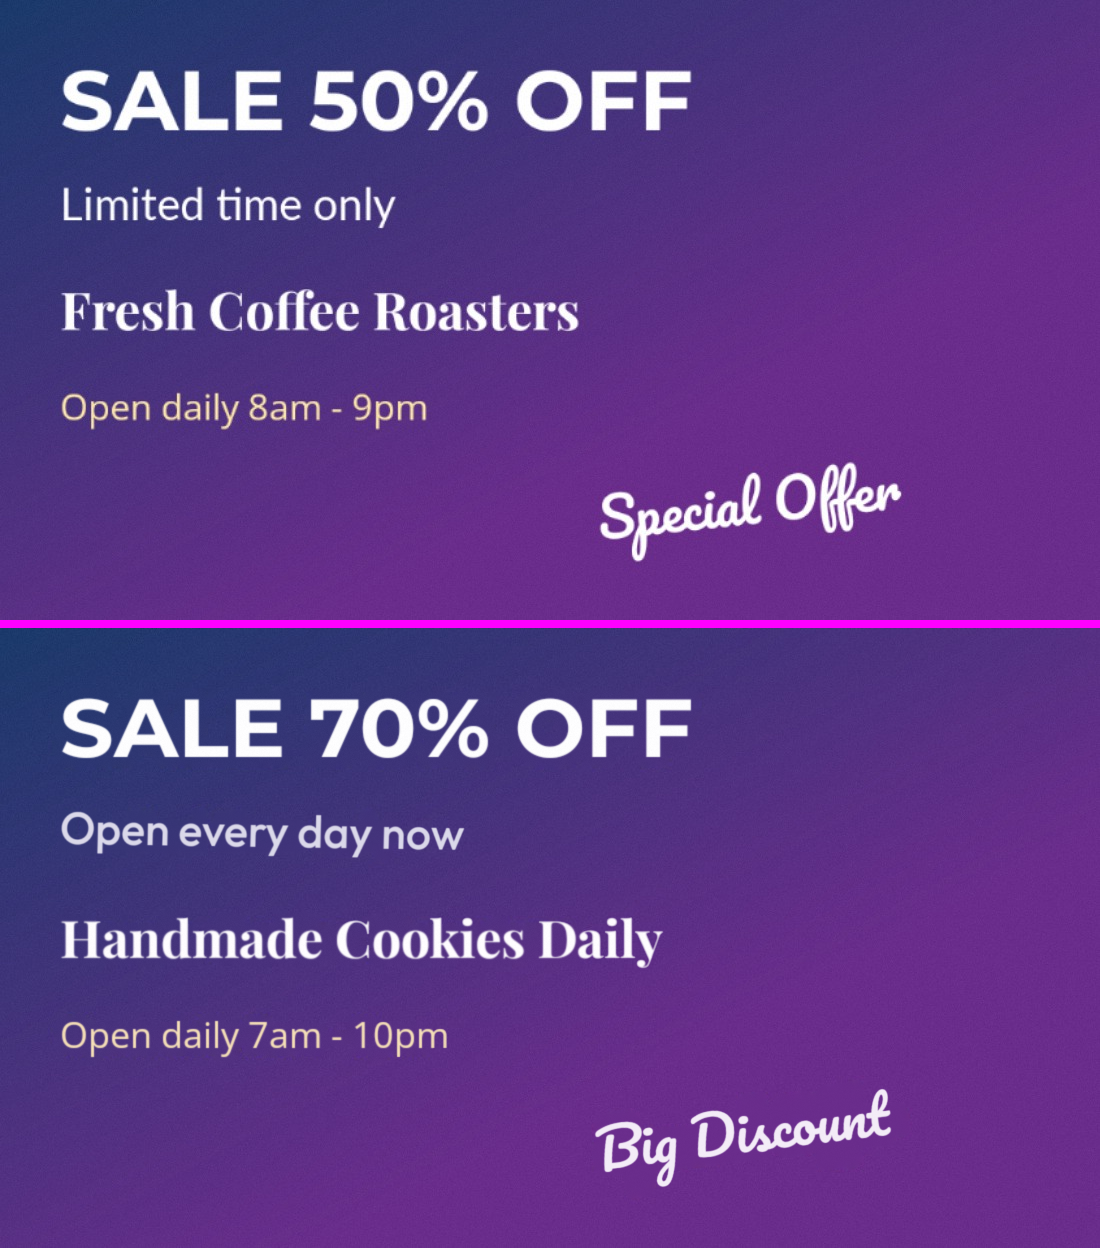 SALE 50% OFF
Limited time only
Fresh Coffee Roasters
Open daily 8am - 9pm
Special Offer
SALE 70% OFF
Open every day now
Handmade Cookies Daily
Open daily 7am - 10pm
Big Discount